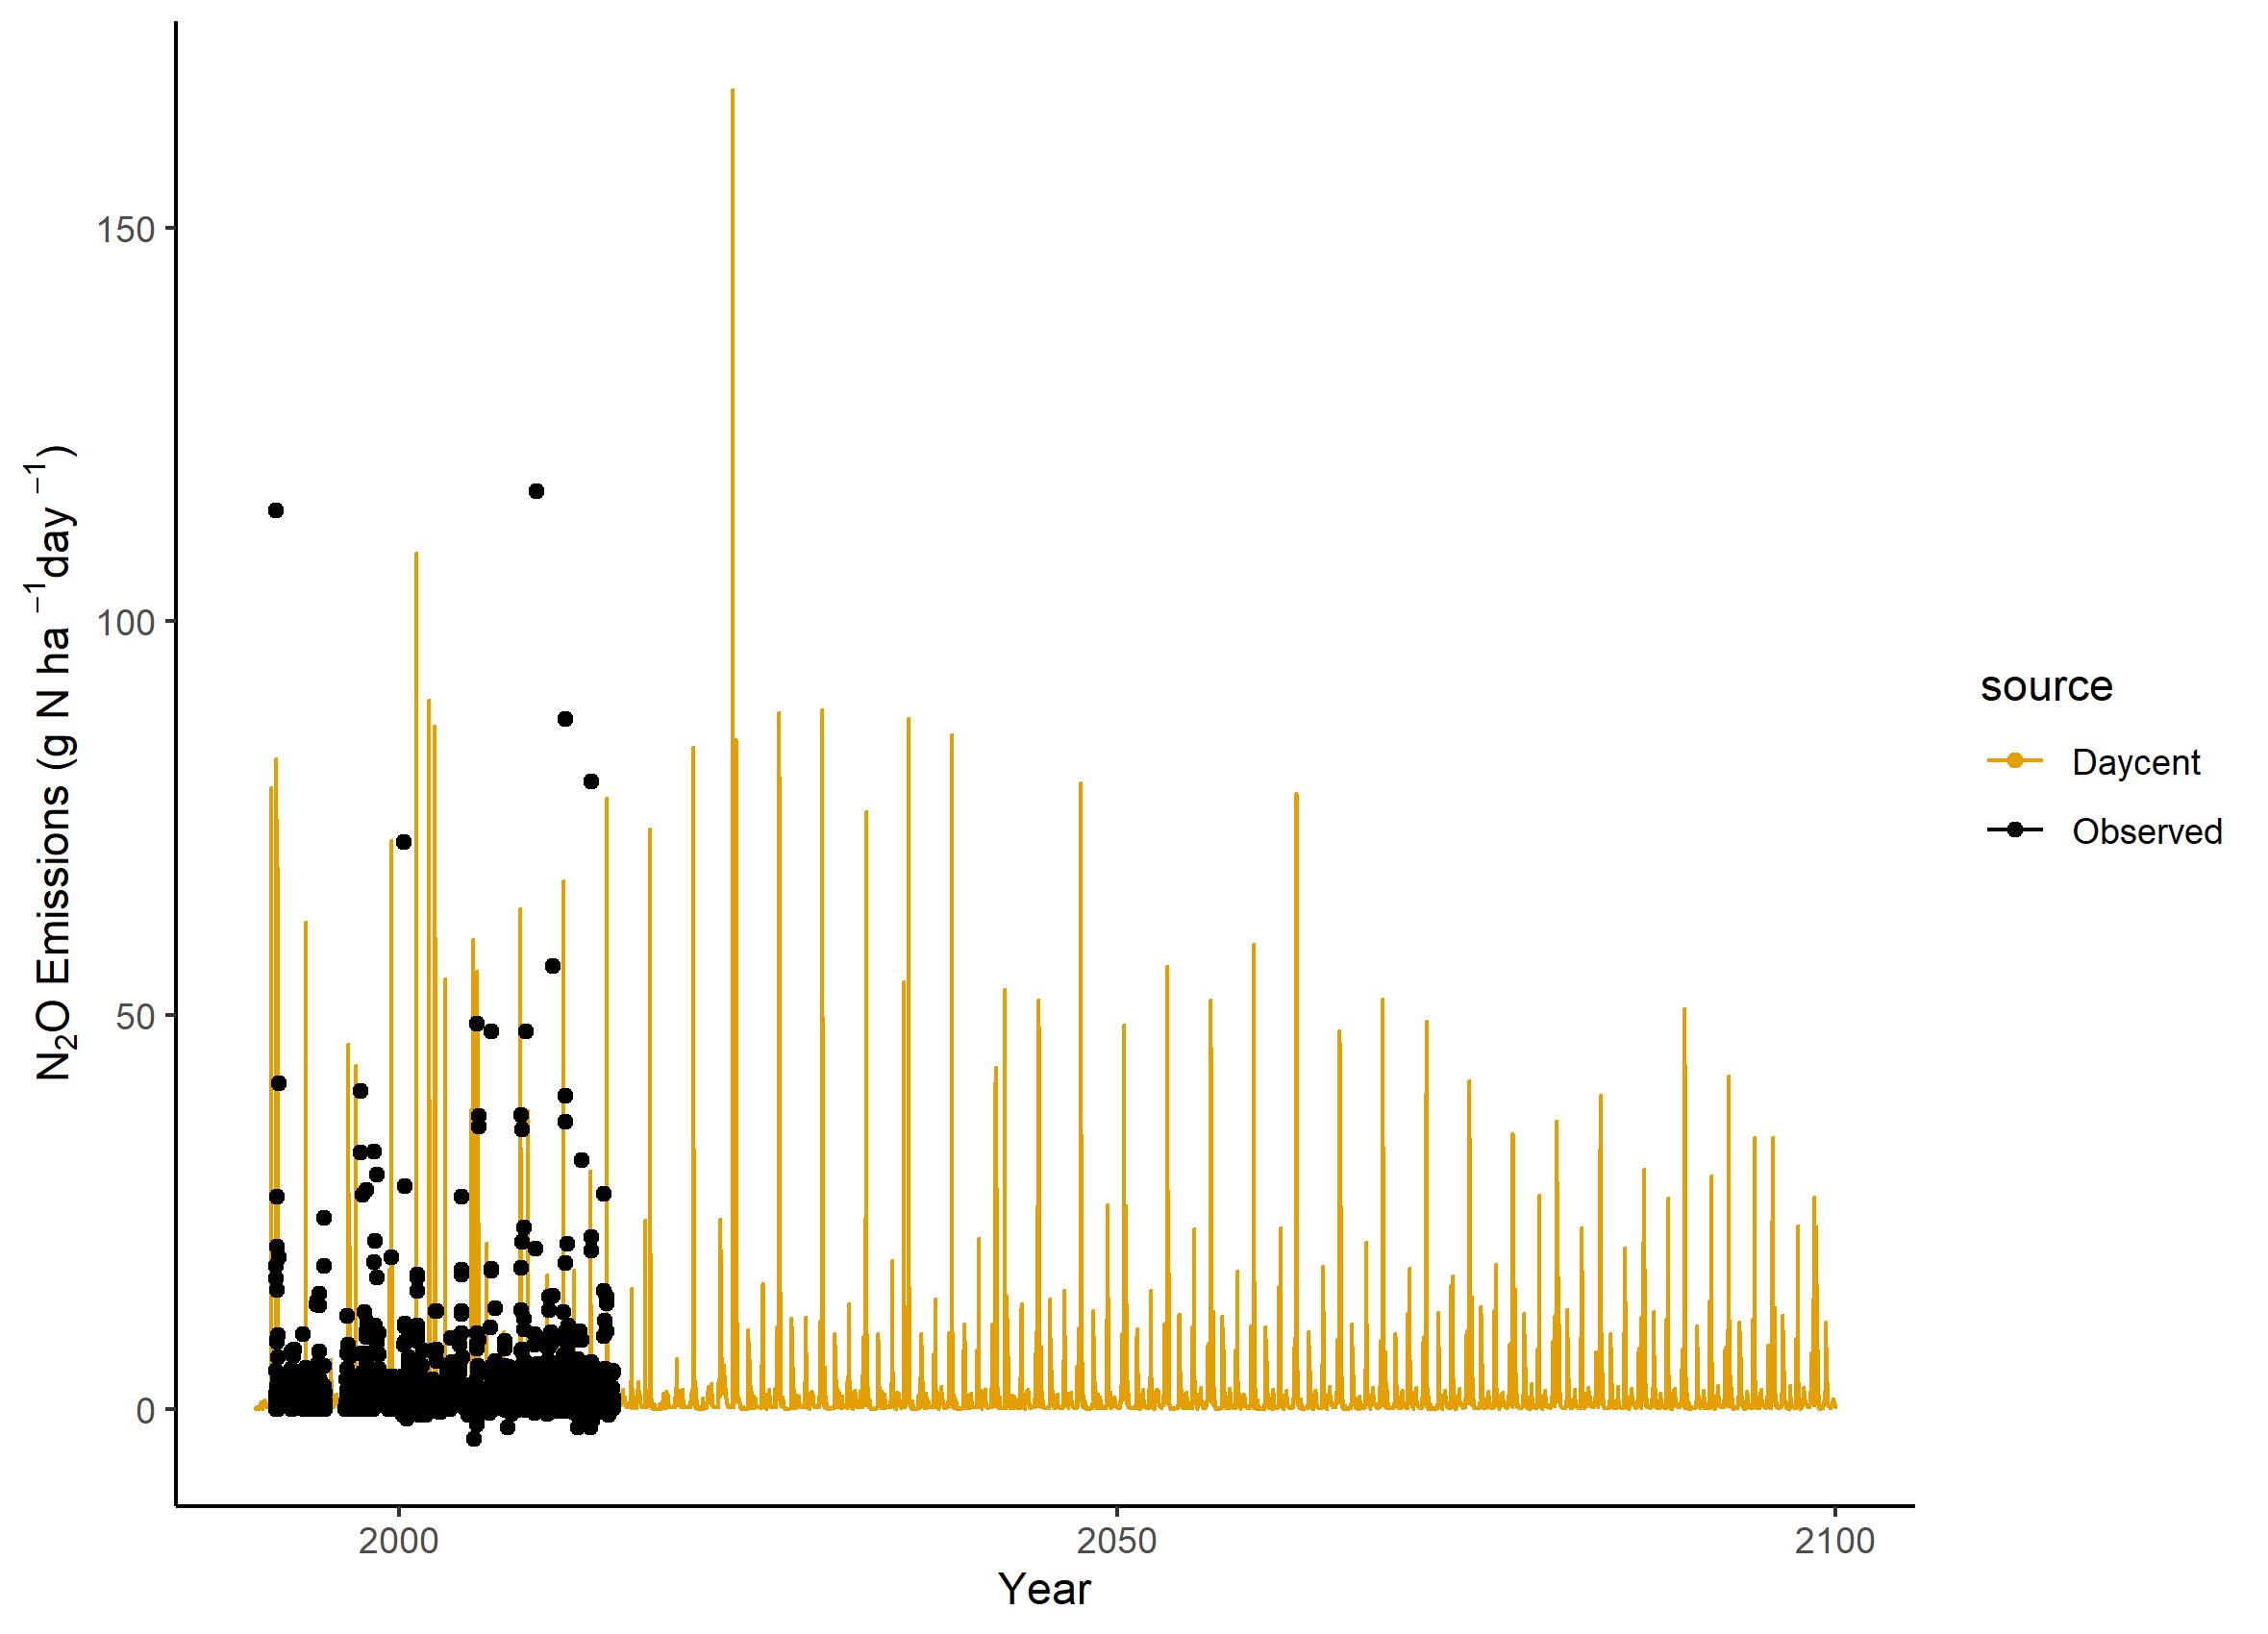 N₂O Emissions (g N ha ⁻¹day ⁻¹)
150
100
50
0
2000
2050
2100
Year
source
Daycent
Observed